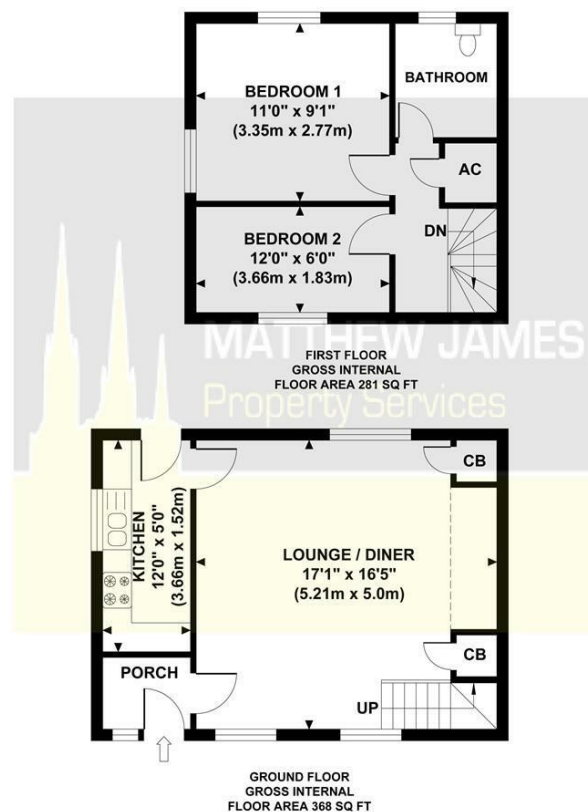 BEDROOM 1
11'0" x 9'1"
(3.35m x 2.77m)
BATHROOM
AC
BEDROOM 2
12'0" x 6'0"
(3.66m x 1.83m)
DN
MATTHEW JAMES
Property Services
FIRST FLOOR
GROSS INTERNAL
FLOOR AREA 281 SQ FT
CB
KITCHEN
12'0" x 5'0"
(3.66m x 1.52m)
LOUNGE / DINER
17'1" x 16'5"
(5.21m x 5.0m)
CB
PORCH
UP
GROUND FLOOR
GROSS INTERNAL
FLOOR AREA 368 SQ FT